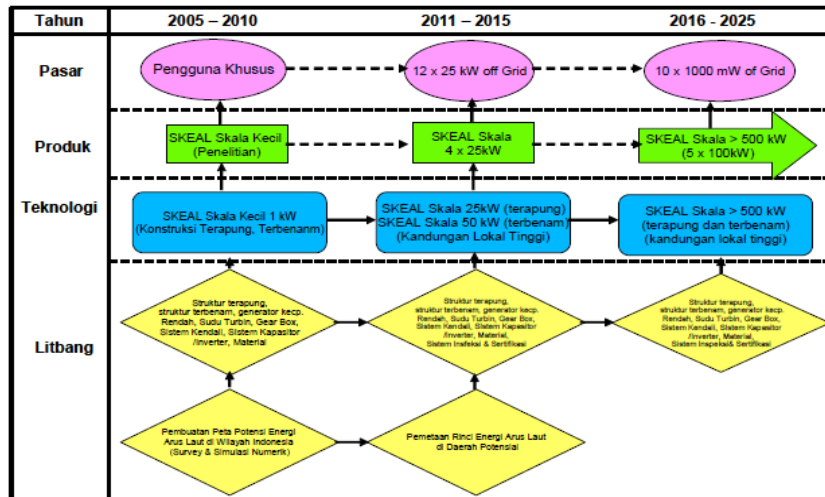 Tahun
2005 – 2010
2011 – 2015
2016 - 2025
Pasar
Pengguna Khusus
12 x 25 kW off Grid
10 x 1000 mW of Grid
Produk
SKEAL Skala Kecil
(Penelitian)
SKEAL Skala
4 x 25kW
SKEAL Skala > 500 kW
(5 x 100kW)
Teknologi
SKEAL Skala Kecil 1 kW
(Konstruksi Terapung, Terbenanm)
SKEAL Skala 25kW (terapung)
SKEAL Skala 50 kW (terbenam)
(Kandungan Lokal Tinggi)
SKEAL Skala > 500 kW
(terapung dan terbenam)
(kandungan lokal tinggi)
Litbang
Struktur terapung,
struktur terbenam, generator kecp.
Rendah, Sudu Turbin, Gear Box,
Sistem Kendali, Sistem Kapasitor
/Inverter, Material
Struktur terapung,
struktur terbenam, generator kecp.
Rendah, Sudu Turbin, Gear Box,
Sistem Kendali, Sistem Kapasitor
/Inverter, Material,
Sistem Insfeksi & Sertifikasi
Struktur terapung,
struktur terbenam, generator kecp.
Rendah, Sudu Turbin, Gear Box,
Sistem Kendali, Sistem Kapasitor
/Inverter, Material,
Sistem Inspeksi& Sertifikasi
Pembuatan Peta Potensi Energi
Arus Laut di Wilayah Indonesia
(Survey & Simulasi Numerik)
Pemetaan Rinci Energi Arus Laut
di Daerah Potensial